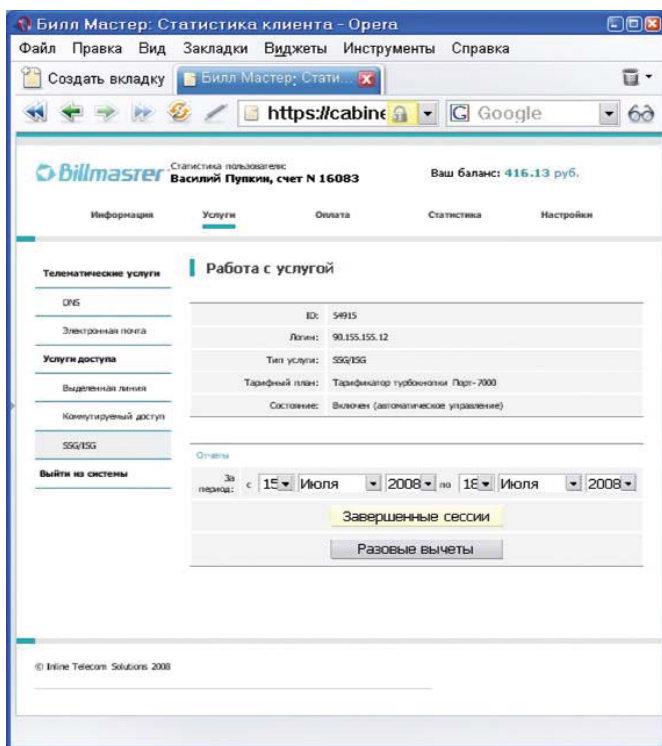 Билл Мастер: Статистика клиента - Opera
Файл Правка Вид Закладки Виджеты Инструменты Справка
Создать вкладку Билл Мастер: Стати...
https://cabine Google
Billmaster Статистика пользователя:
Василий Пупкин, счет N 16083
Ваш баланс: 416.13 руб.
Информация Услуги Оплата Статистика Настройки
Телематические услуги
DNS
Электронная почта
Услуги доступа
Выделенная линия
Коммутируемый доступ
SSG/ISG
Выйти из системы
Работа с услугой
ID: 54915
Логин: 90.155.155.12
Тип услуги: SSG/ISG
Тарифный план: Тарификатор турбокнопки Порт-7000
Состояние: Включен (автоматическое управление)
Отчеты
За период: с 15 Июля 2008 по 18 Июля 2008
Завершенные сессии
Разовые вычеты
© Inline Telecom Solutions 2008